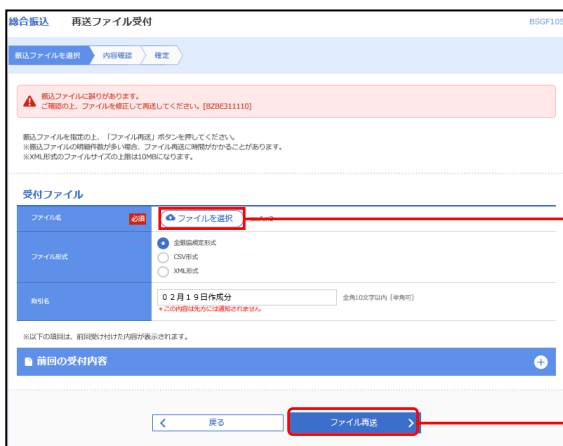 総合振込 再送ファイル受付 BSGF105
振込ファイルを選択 内容確認 確定
振込ファイルに誤りがあります。
ご確認の上、ファイルを修正して再送してください。[BZBE311110]
振込ファイルを指定の上、「ファイル再送」ボタンを押してください。
※振込ファイルの明細件数が多い場合、ファイル再送に時間がかかることがあります。
※XML形式のファイルサイズの上限は10MBになります。
受付ファイル
ファイル名 必須 ファイルを選択
ファイル形式 全銀協規定形式
CSV形式
XML形式
取引名 02月19日作成分 全角10文字以内 [半角可]
*この内容は先方には通知されません
※以下の項目は、前回受け付けた内容が表示されます。
前回の受付内容
戻る ファイル再送